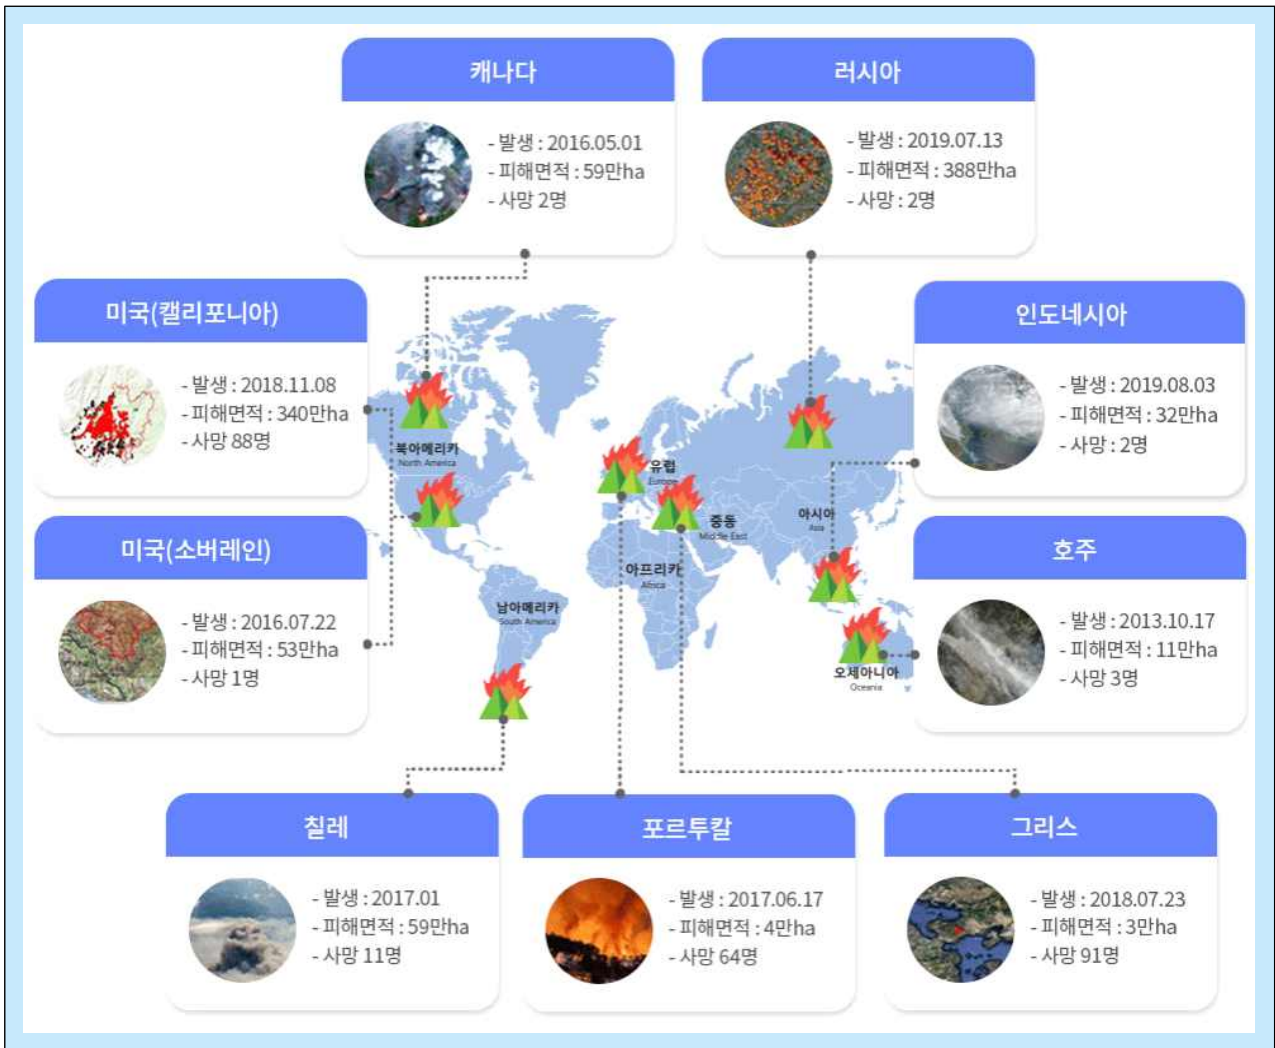 캐나다
- 발생 : 2016.05.01
- 피해면적 : 59만ha
- 사망 2명
러시아
- 발생 : 2019.07.13
- 피해면적 : 388만ha
- 사망 : 2명
미국(캘리포니아)
- 발생 : 2018.11.08
- 피해면적 : 340만ha
- 사망 88명
인도네시아
- 발생 : 2019.08.03
- 피해면적 : 32만ha
- 사망 : 2명
북아메리카
North America
유럽
Europe
중동
Middle East
아시아
Asia
아프리카
Africa
남아메리카
South America
오세아니아
Oceania
미국(소버레인)
- 발생 : 2016.07.22
- 피해면적 : 53만ha
- 사망 1명
호주
- 발생 : 2013.10.17
- 피해면적 : 11만ha
- 사망 3명
칠레
- 발생 : 2017.01
- 피해면적 : 59만ha
- 사망 11명
포르투칼
- 발생 : 2017.06.17
- 피해면적 : 4만ha
- 사망 64명
그리스
- 발생 : 2018.07.23
- 피해면적 : 3만ha
- 사망 91명